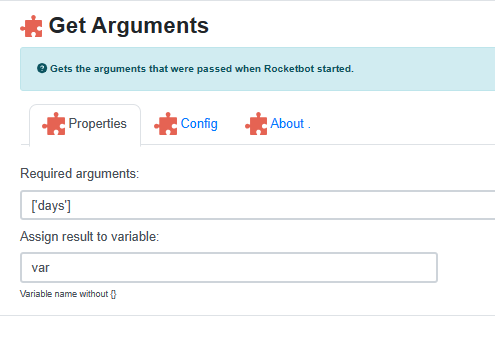 Get Arguments
Gets the arguments that were passed when Rocketbot started.
Properties Config About .
Required arguments:
['days']
Assign result to variable:
var
Variable name without {}